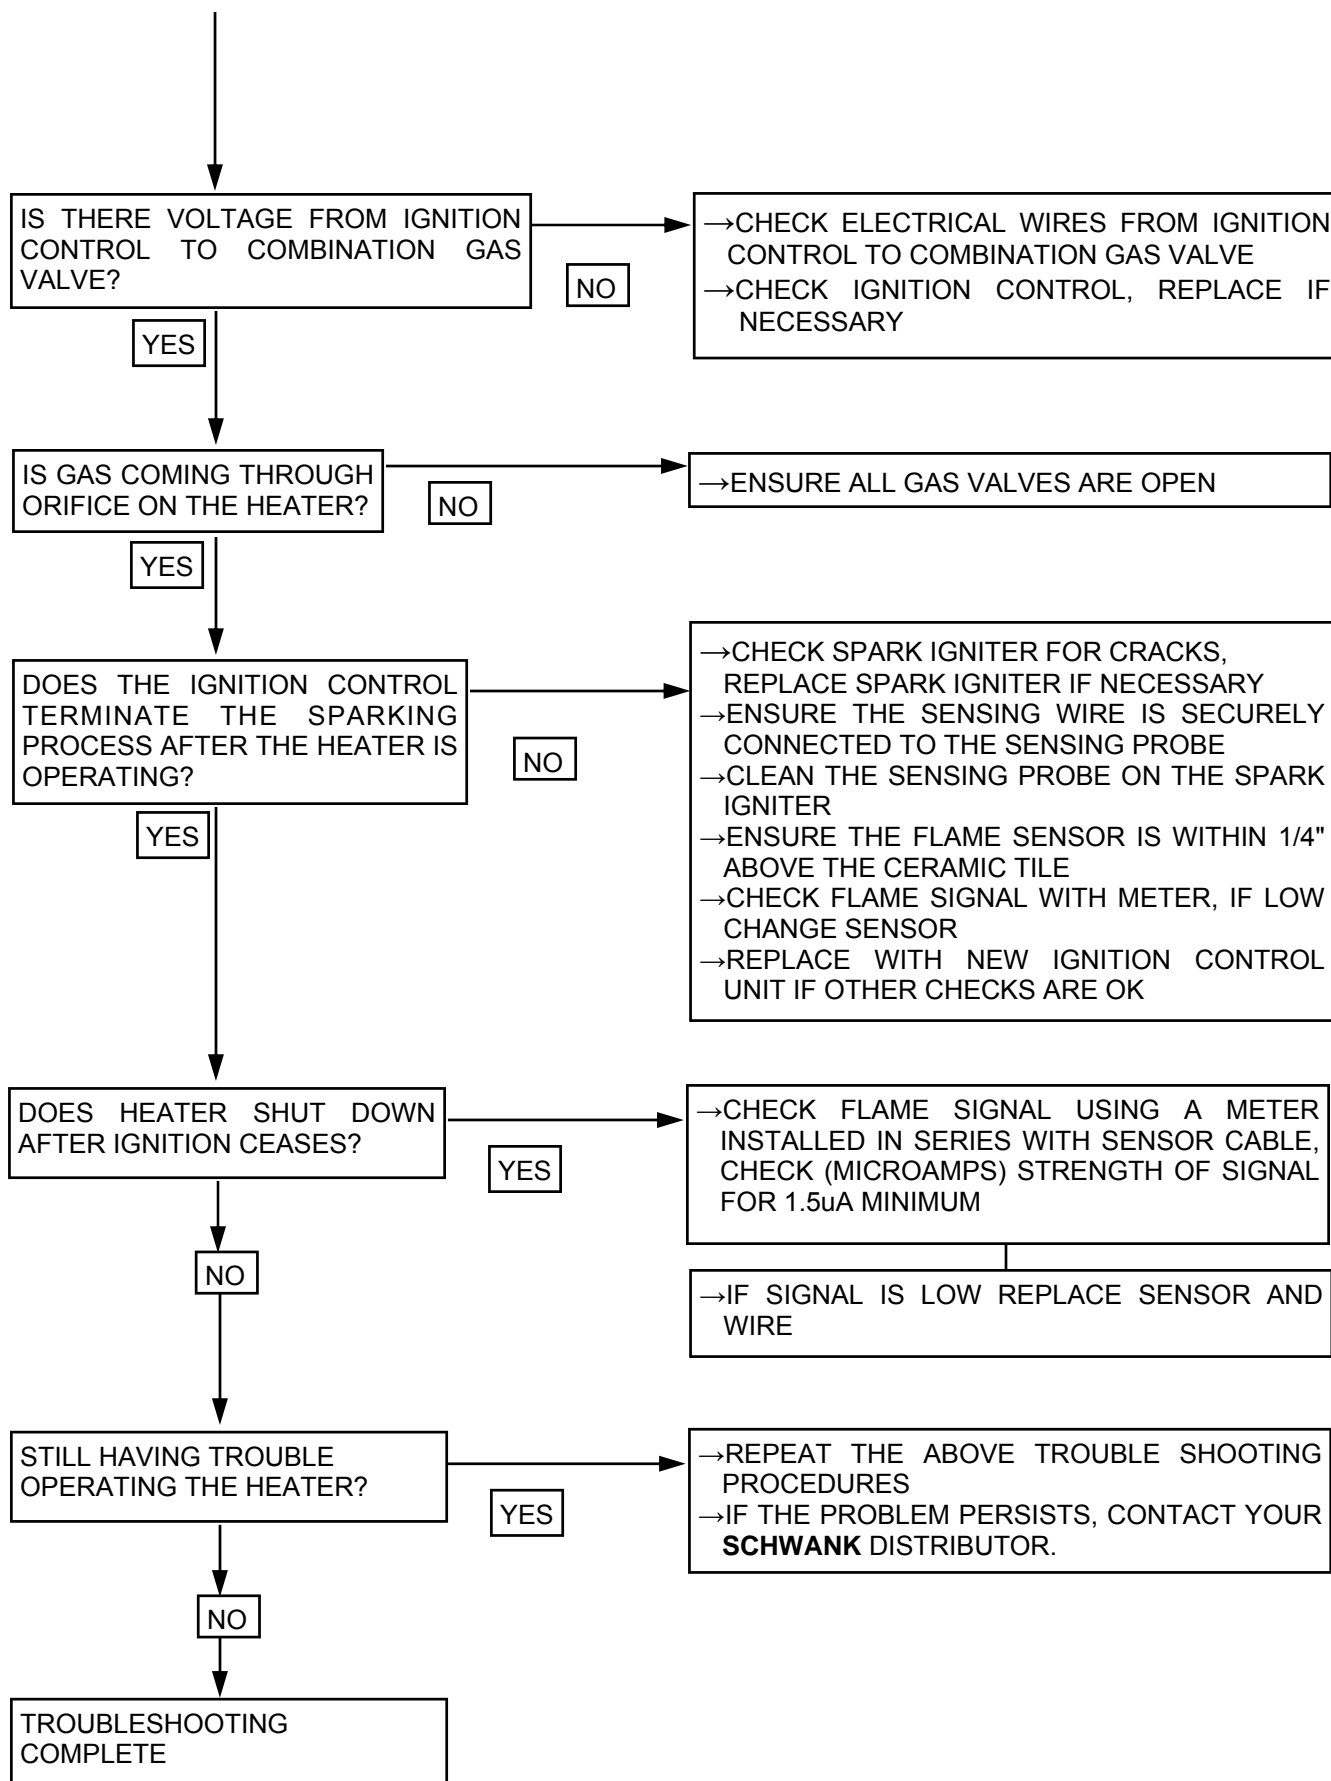 IS THERE VOLTAGE FROM IGNITION
CONTROL TO COMBINATION GAS
VALVE?
NO
→CHECK ELECTRICAL WIRES FROM IGNITION
CONTROL TO COMBINATION GAS VALVE
→CHECK IGNITION CONTROL, REPLACE IF
NECESSARY
YES
IS GAS COMING THROUGH
ORIFICE ON THE HEATER?
NO
→ENSURE ALL GAS VALVES ARE OPEN
YES
DOES THE IGNITION CONTROL
TERMINATE THE SPARKING
PROCESS AFTER THE HEATER IS
OPERATING?
NO
→CHECK SPARK IGNITER FOR CRACKS,
REPLACE SPARK IGNITER IF NECESSARY
→ENSURE THE SENSING WIRE IS SECURELY
CONNECTED TO THE SENSING PROBE
→CLEAN THE SENSING PROBE ON THE SPARK
IGNITER
→ENSURE THE FLAME SENSOR IS WITHIN 1/4"
ABOVE THE CERAMIC TILE
→CHECK FLAME SIGNAL WITH METER, IF LOW
CHANGE SENSOR
→REPLACE WITH NEW IGNITION CONTROL
UNIT IF OTHER CHECKS ARE OK
YES
DOES HEATER SHUT DOWN
AFTER IGNITION CEASES?
YES
→CHECK FLAME SIGNAL USING A METER
INSTALLED IN SERIES WITH SENSOR CABLE,
CHECK (MICROAMPS) STRENGTH OF SIGNAL
FOR 1.5uA MINIMUM
→IF SIGNAL IS LOW REPLACE SENSOR AND
WIRE
NO
STILL HAVING TROUBLE
OPERATING THE HEATER?
YES
→REPEAT THE ABOVE TROUBLE SHOOTING
PROCEDURES
→IF THE PROBLEM PERSISTS, CONTACT YOUR
SCHWANK DISTRIBUTOR.
NO
TROUBLESHOOTING
COMPLETE